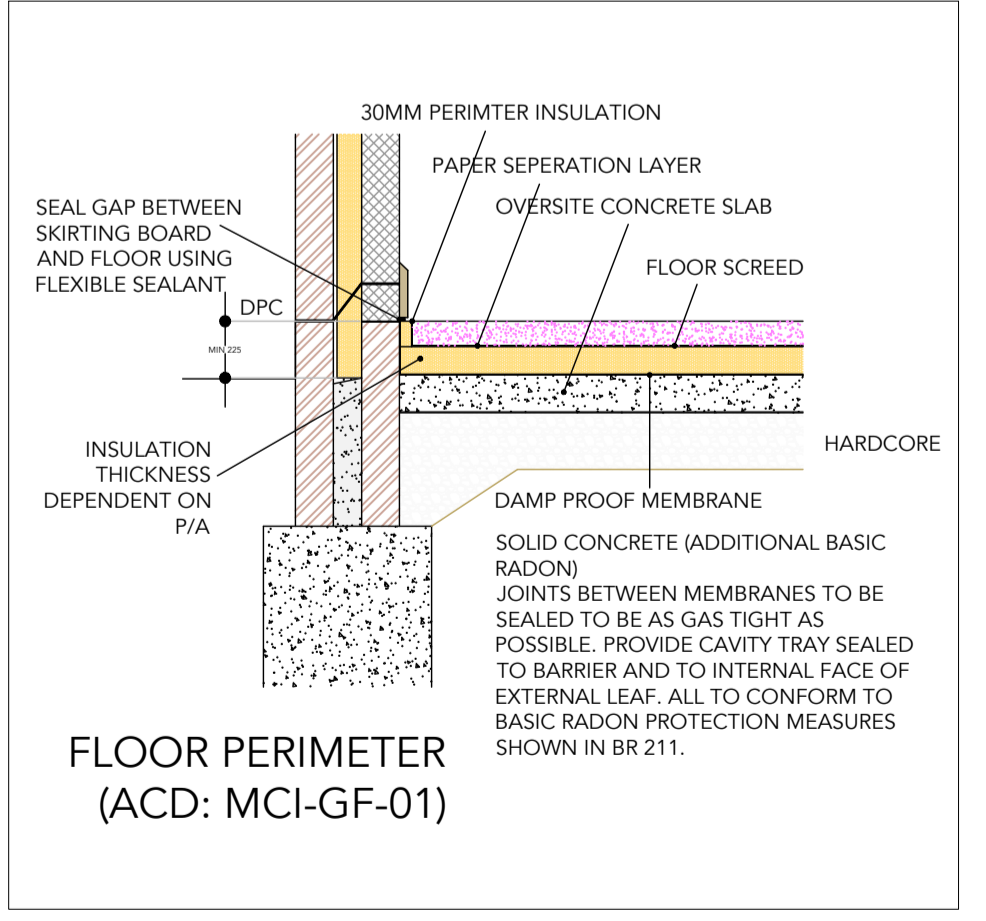 30MM PERIMTER INSULATION
PAPER SEPERATION LAYER
OVERSITE CONCRETE SLAB
FLOOR SCREED
SEAL GAP BETWEEN
SKIRTING BOARD
AND FLOOR USING
FLEXIBLE SEALANT
DPC
MIN 225
INSULATION
THICKNESS
DEPENDENT ON
P/A
HARDCORE
DAMP PROOF MEMBRANE
SOLID CONCRETE (ADDITIONAL BASIC
RADON)
JOINTS BETWEEN MEMBRANES TO BE
SEALED TO BE AS GAS TIGHT AS
POSSIBLE. PROVIDE CAVITY TRAY SEALED
TO BARRIER AND TO INTERNAL FACE OF
EXTERNAL LEAF. ALL TO CONFORM TO
BASIC RADON PROTECTION MEASURES
SHOWN IN BR 211.
FLOOR PERIMETER
(ACD: MCI-GF-01)